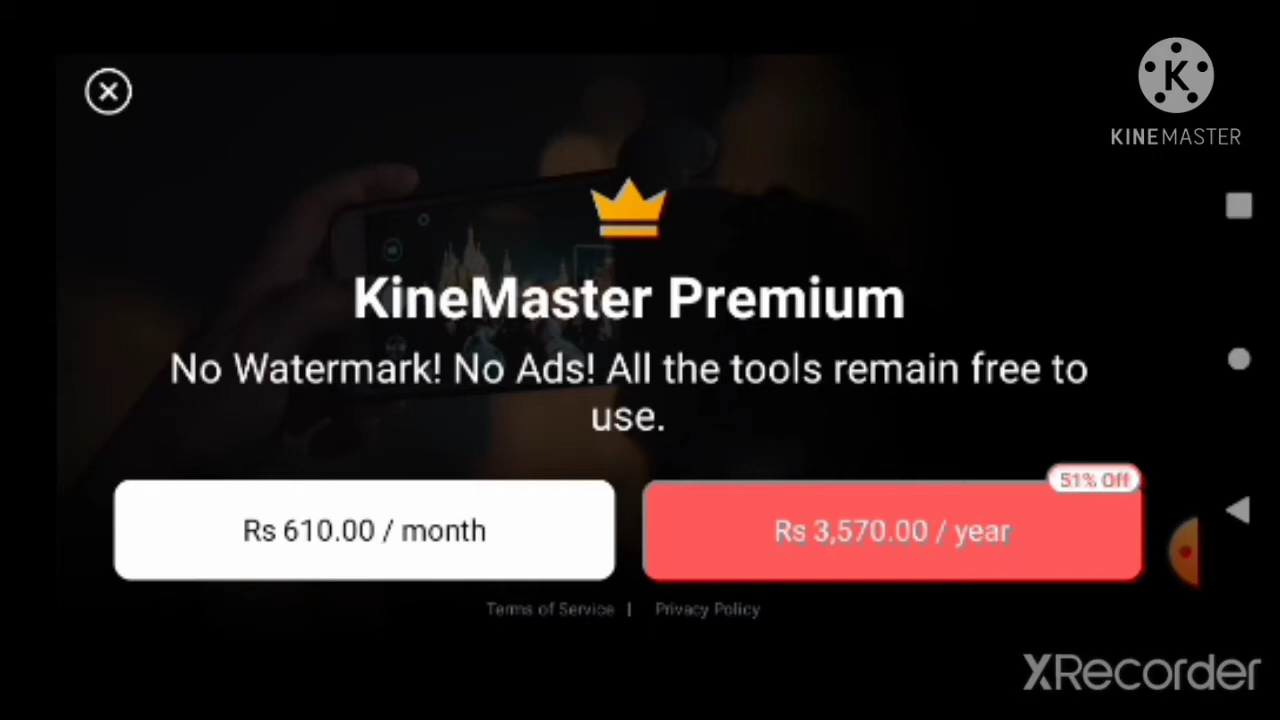 K
KINEMASTER
KineMaster Premium
No Watermark! No Ads! All the tools remain free to
use.
51% Off
Rs 610.00 / month
Rs 3,570.00 / year
Terms of Service |
Privacy Policy
XRecorder